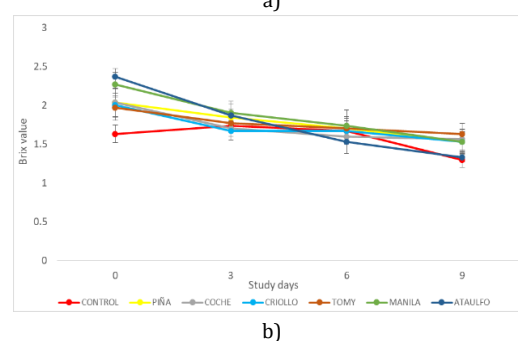 a)
3
2.5
2
1.5
1
0.5
0
Brix value
0 3 6 9
Study days
CONTROL PIÑA COCHE CRIOLLO TOMY MANILA ATAULFO
b)